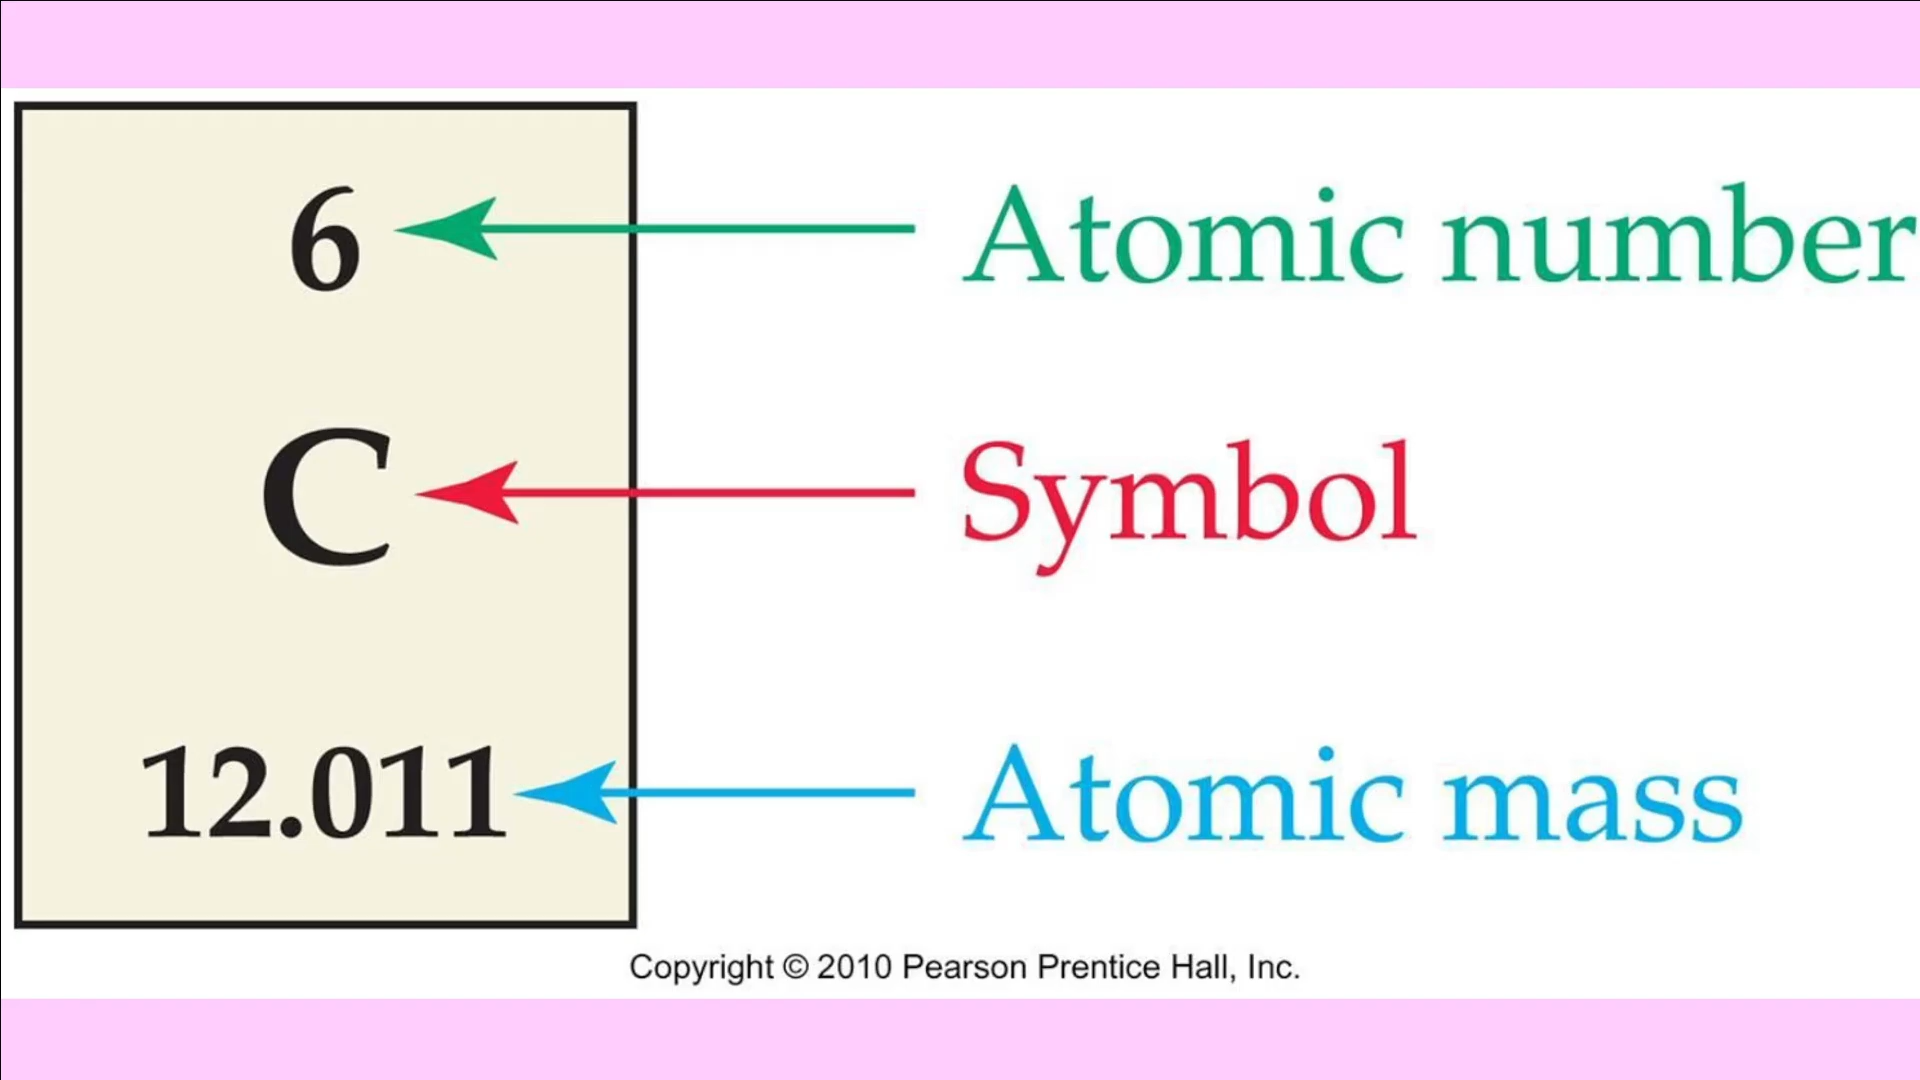 6 Atomic number
C Symbol
12.011 Atomic mass
Copyright © 2010 Pearson Prentice Hall, Inc.